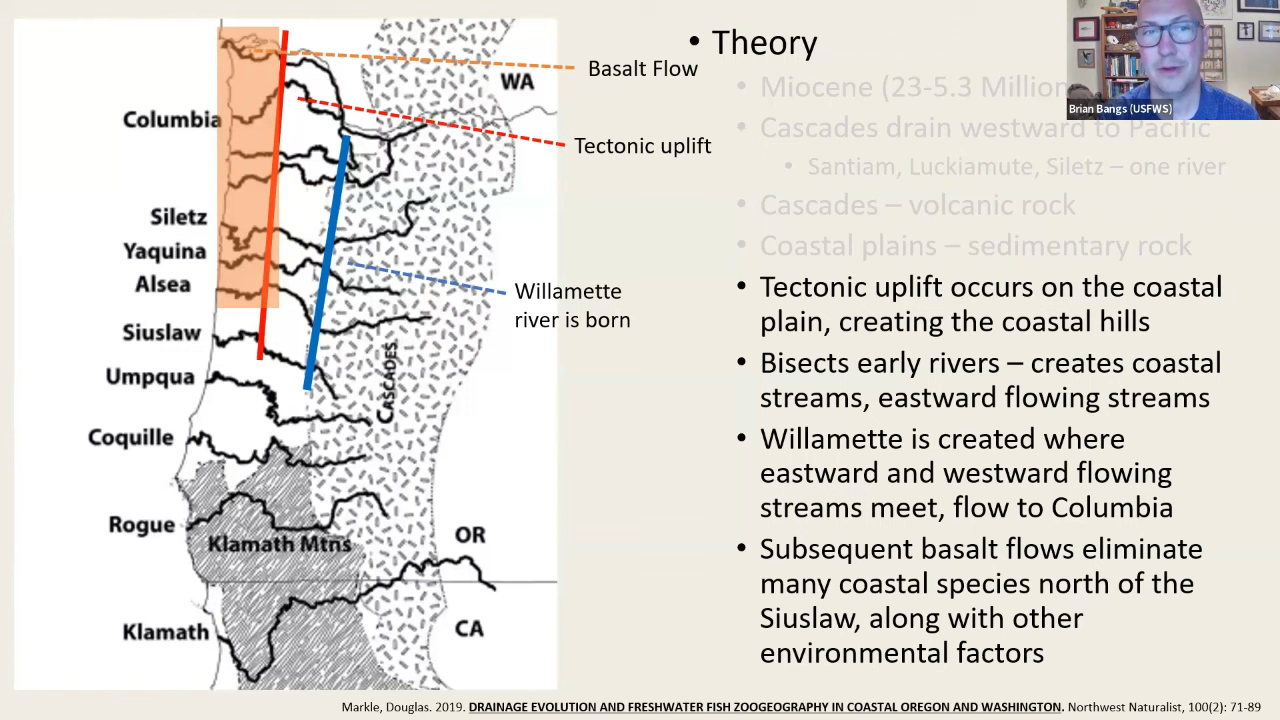 Basalt Flow
WA
Columbia
Tectonic uplift
Siletz
Yaquina
Alsea
Willamette
river is born
Siuslaw
Umpqua
CASCADES
Coquille
Rogue
Klamath Mtns
OR
Klamath
CA
• Theory
• Miocene (23-5.3 Million
• Cascades drain westward to Pacific
• Santiam, Luckiamute, Siletz – one river
• Cascades – volcanic rock
• Coastal plains – sedimentary rock
• Tectonic uplift occurs on the coastal
plain, creating the coastal hills
• Bisects early rivers – creates coastal
streams, eastward flowing streams
• Willamette is created where
eastward and westward flowing
streams meet, flow to Columbia
• Subsequent basalt flows eliminate
many coastal species north of the
Siuslaw, along with other
environmental factors
Brian Bangs (USFWS)
Markle, Douglas. 2019. DRAINAGE EVOLUTION AND FRESHWATER FISH ZOOGEOGRAPHY IN COASTAL OREGON AND WASHINGTON. Northwest Naturalist, 100(2): 71-89